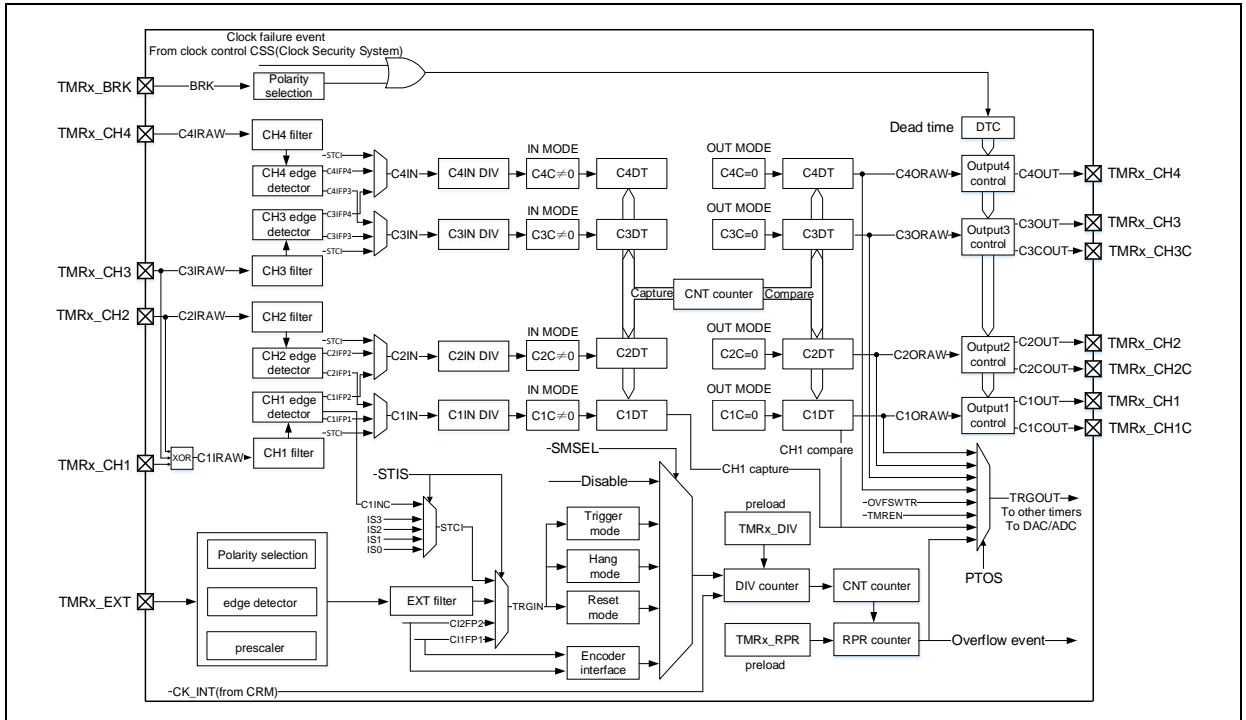 Clock failure event
From clock control CSS(Clock Security System)
TMRx_BRK
BRK
Polarity
selection
TMRx_CH4
C4IRAW
CH4 filter
Dead time
DTC
STCI
C4IFP4
C4IFP3
CH4 edge
detector
C4IN
C4IN DIV
IN MODE
C4C≠0
C4DT
OUT MODE
C4C=0
C4DT
C4ORAW
Output4
control
C4OUT
TMRx_CH4
CH3 edge
detector
C3IFP4
C3IFP3
STCI
C3IN
C3IN DIV
IN MODE
C3C≠0
C3DT
OUT MODE
C3C=0
C3DT
C3ORAW
Output3
control
C3OUT
TMRx_CH3
C3COUT
TMRx_CH3C
TMRx_CH3
C3IRAW
CH3 filter
Capture
CNT counter
Compare
TMRx_CH2
C2IRAW
CH2 filter
STCI
C2IFP2
C2IFP1
CH2 edge
detector
C2IN
C2IN DIV
IN MODE
C2C≠0
C2DT
OUT MODE
C2C=0
C2DT
C2ORAW
Output2
control
C2OUT
TMRx_CH2
C2COUT
TMRx_CH2C
CH1 edge
detector
C1IFP2
C1IFP1
STCI
C1IN
C1IN DIV
IN MODE
C1C≠0
C1DT
OUT MODE
C1C=0
C1DT
C1ORAW
Output1
control
C1OUT
TMRx_CH1
C1COUT
TMRx_CH1C
TMRx_CH1
XOR
C1IRAW
CH1 filter
SMSEL
CH1 capture
CH1
compare
STIS
Disable
C1INC
IS3
IS2
IS1
IS0
STCI
Trigger
mode
preload
TMRx_DIV
OVFSWTR
TMREN
TRGOUT
To other timers
To DAC/ADC
PTOS
Polarity selection
edge detector
prescaler
TMRx_EXT
EXT filter
CI2FP2
CI1FP1
TRGIN
Hang
mode
Reset
mode
Encoder
interface
DIV counter
CNT counter
TMRx_RPR
preload
RPR counter
Overflow event
CK_INT(from CRM)